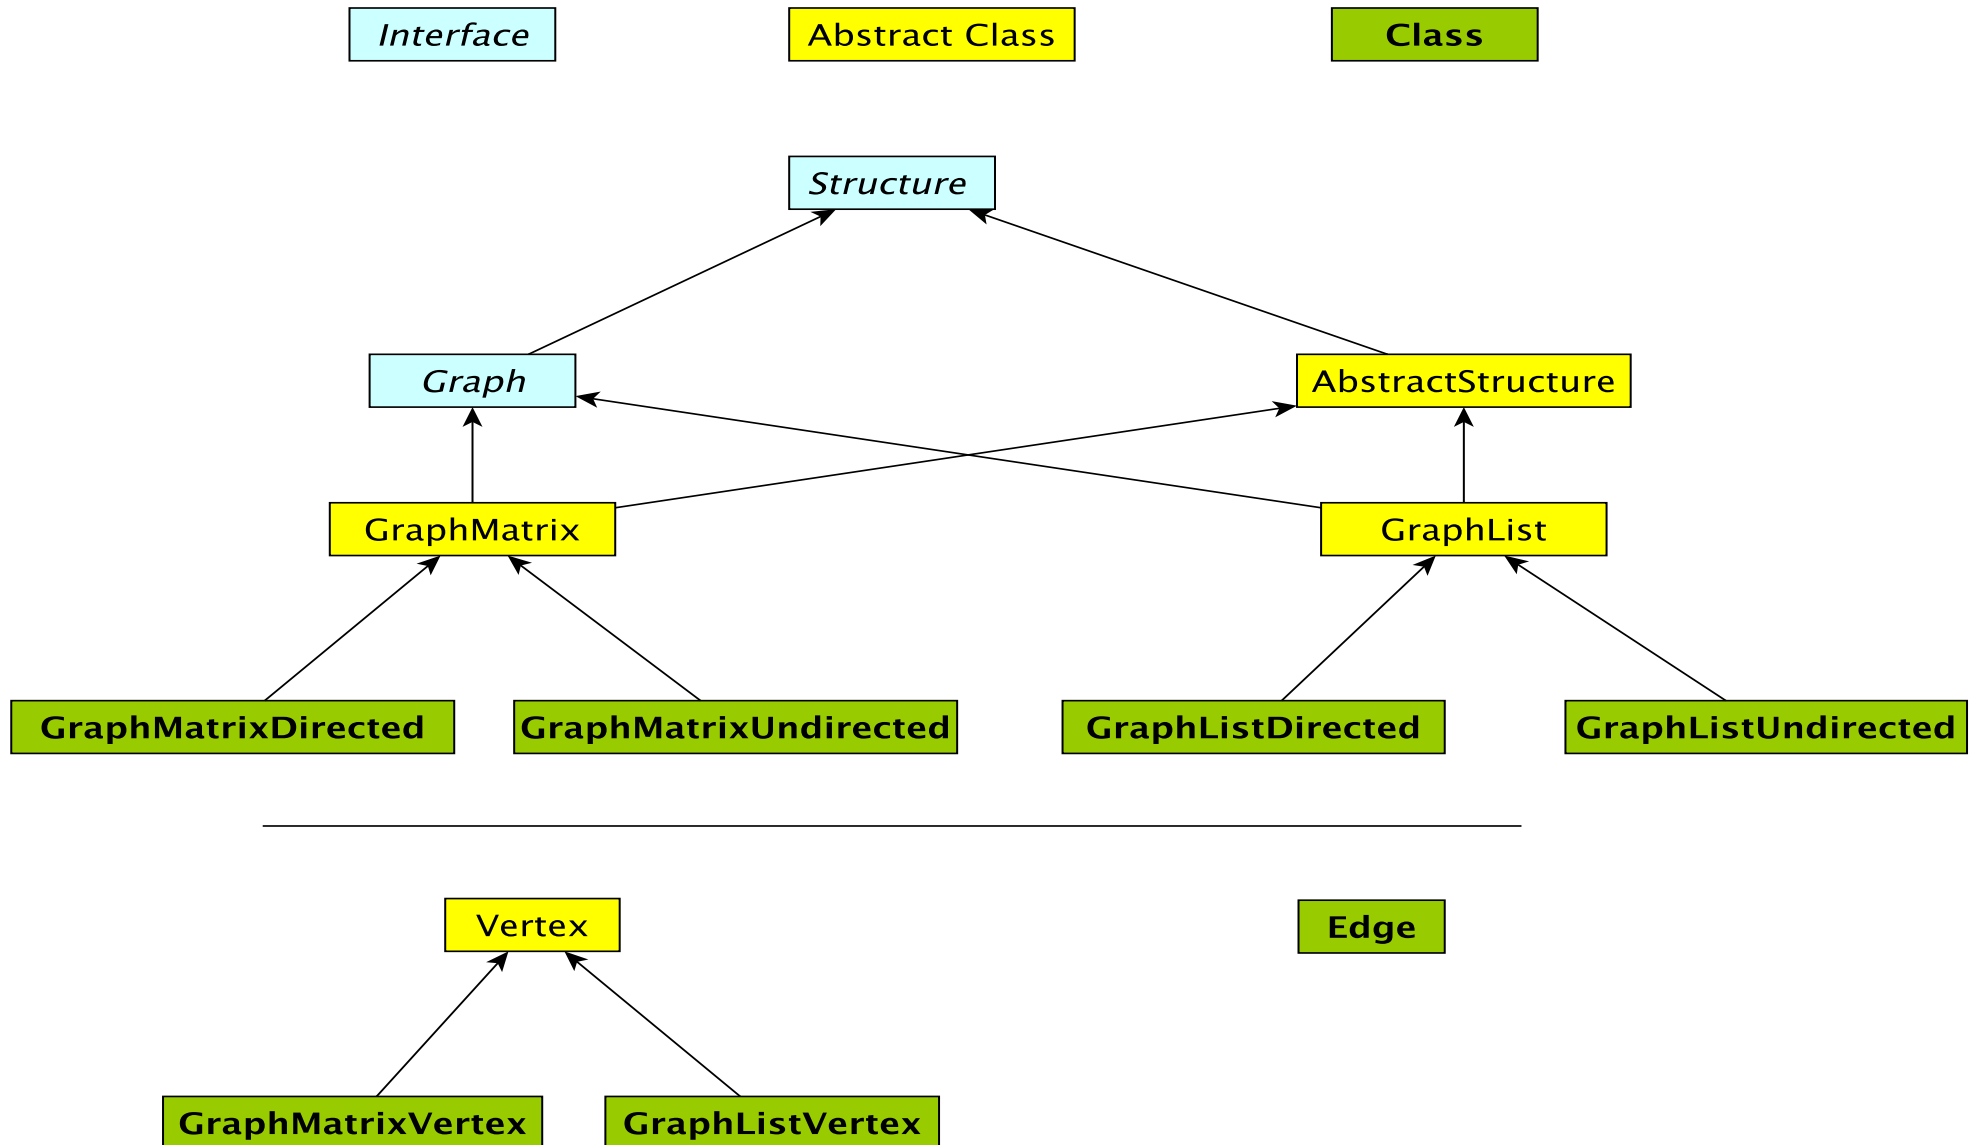 Interface
Abstract Class
Class
Structure
Graph
AbstractStructure
GraphMatrix
GraphList
GraphMatrixDirected
GraphMatrixUndirected
GraphListDirected
GraphListUndirected
Vertex
Edge
GraphMatrixVertex
GraphListVertex